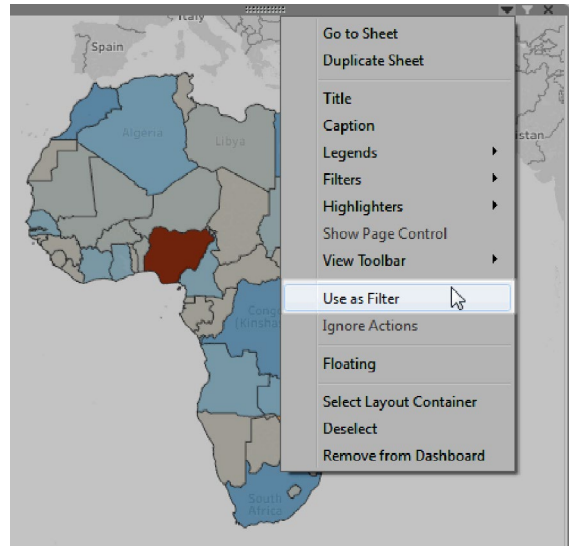 Italy
Spain
Algeria
Libya
stan
Congo
(Kinsha
South
Africa
Go to Sheet
Duplicate Sheet
Title
Caption
Legends
Filters
Highlighters
Show Page Control
View Toolbar
Use as Filter
Ignore Actions
Floating
Select Layout Container
Deselect
Remove from Dashboard